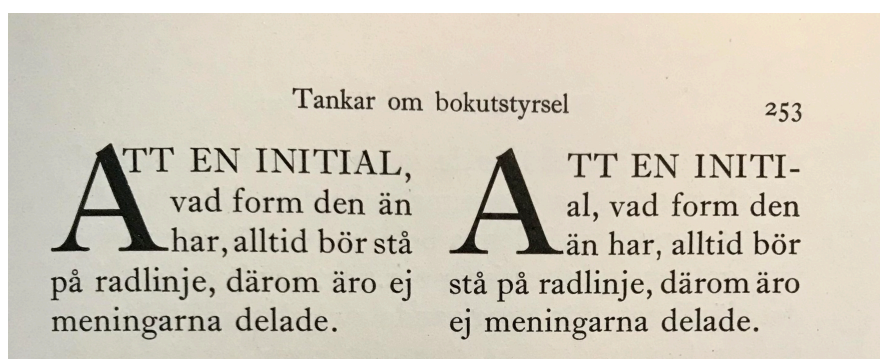 Tankar om bokutstyrsel 253
ATT EN INITIAL,
vad form den än
har, alltid bör stå
på radlinje, därom äro ej
meningarna delade.
ATT EN INITI-
al, vad form den
än har, alltid bör
stå på radlinje, därom äro
ej meningarna delade.